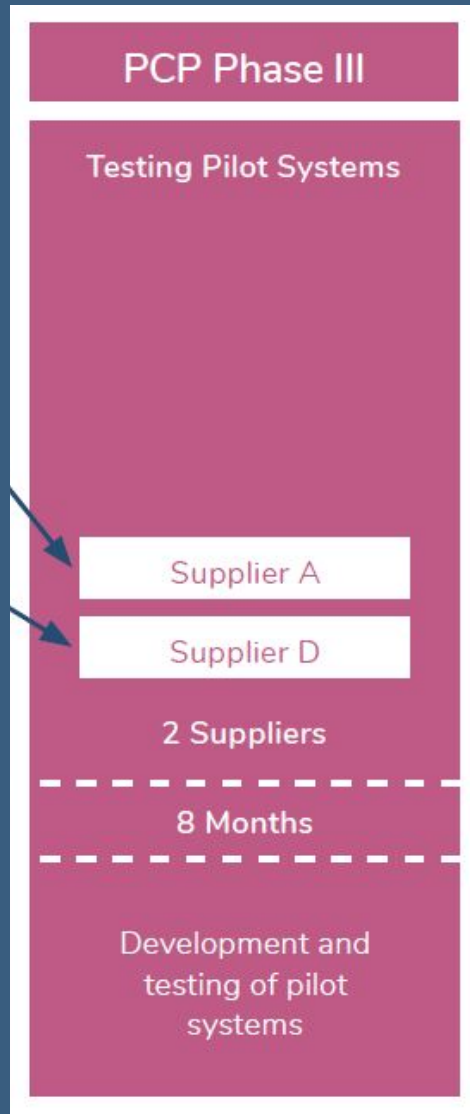 PCP Phase III
Testing Pilot Systems
Supplier A
Supplier D
2 Suppliers
8 Months
Development and
testing of pilot
systems